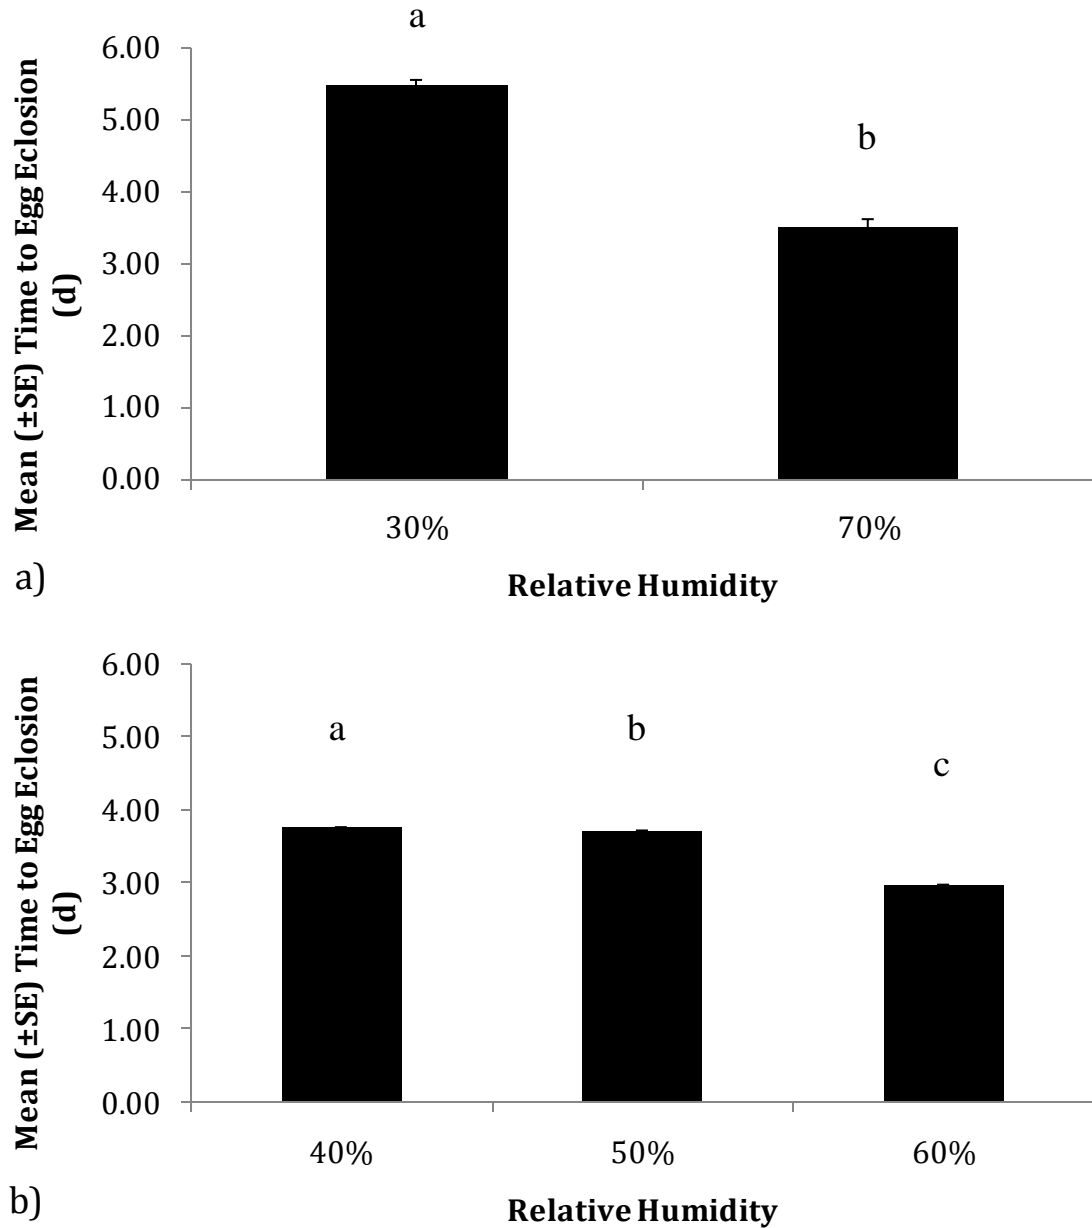 a
6.00
5.00
b
4.00
3.00
2.00
1.00
0.00
Mean (±SE) Time to Egg Eclosion
(d)
30% 70%
a)
Relative Humidity
6.00
5.00
a b
c
4.00
3.00
2.00
1.00
0.00
Mean (±SE) Time to Egg Eclosion
(d)
40% 50% 60%
b)
Relative Humidity